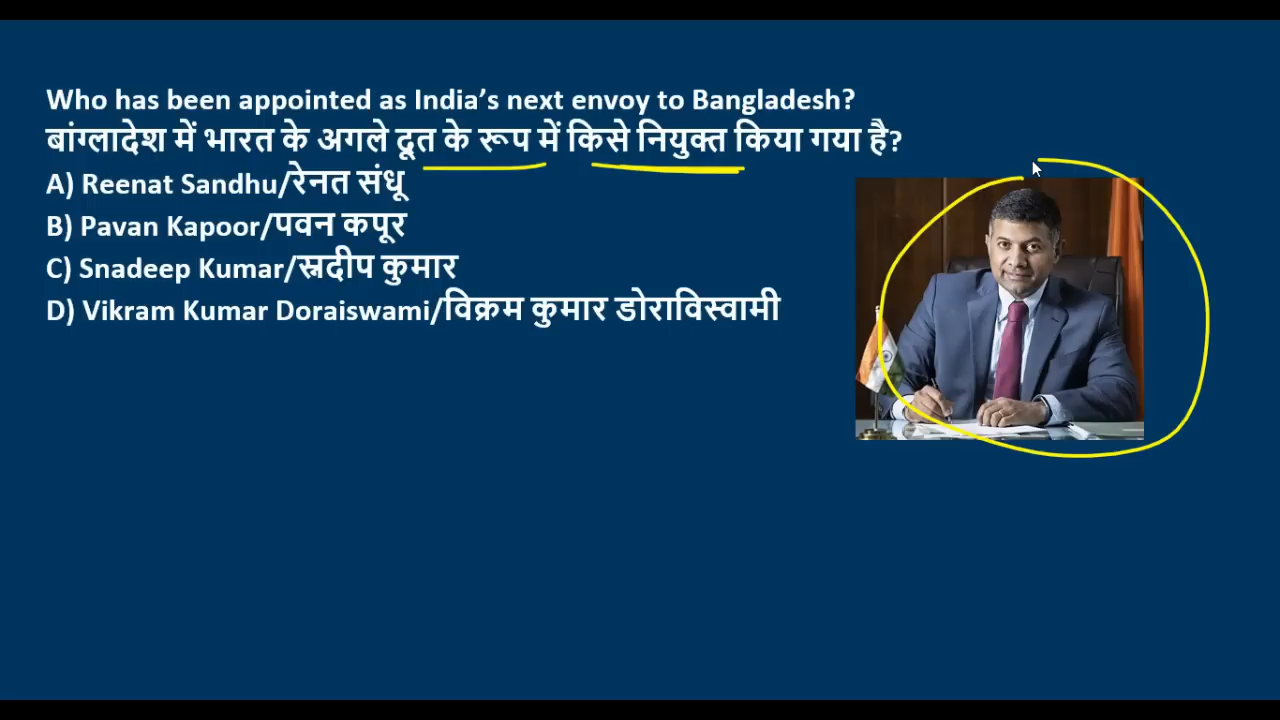 Who has been appointed as India’s next envoy to Bangladesh?
बांग्लादेश में भारत के अगले दूत के रूप में किसे नियुक्त किया गया है?
A) Reenat Sandhu/रेनत संधू
B) Pavan Kapoor/पवन कपूर
C) Snadeep Kumar/स्नदीप कुमार
D) Vikram Kumar Doraiswami/विक्रम कुमार डोराविस्वामी